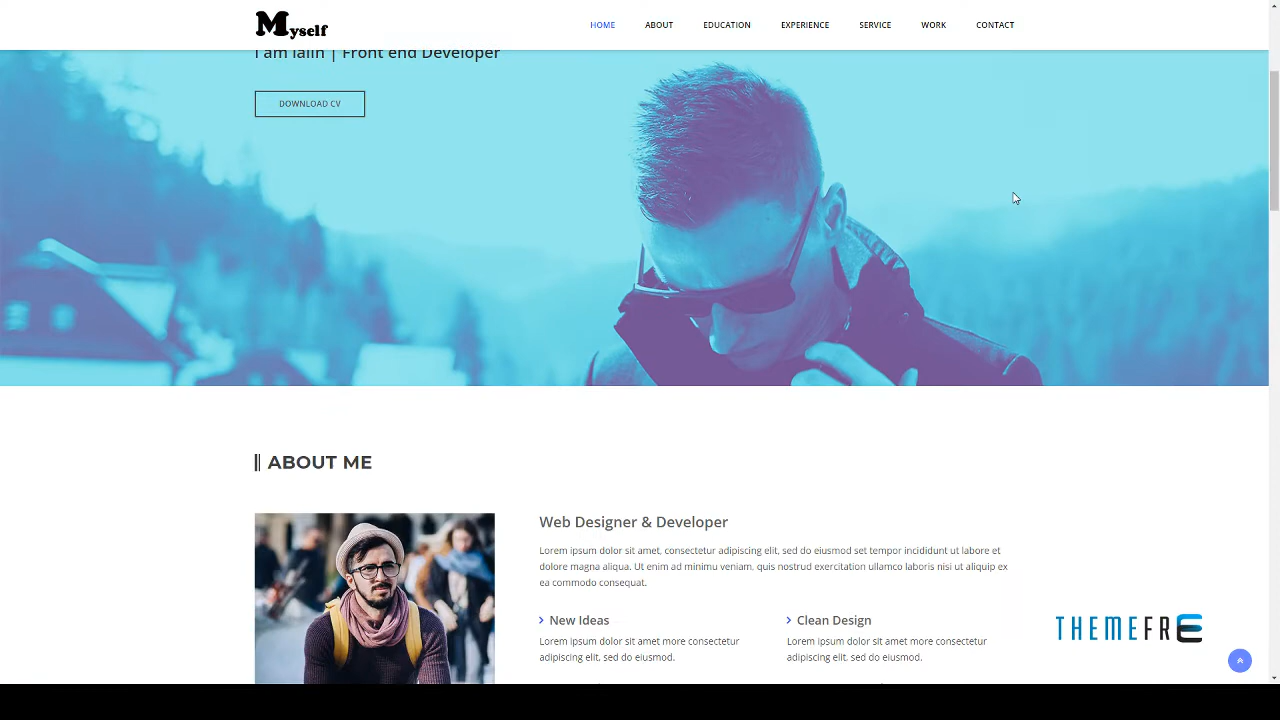 Myself
HOME ABOUT EDUCATION EXPERIENCE SERVICE WORK CONTACT
I am Ialin | Front end Developer
DOWNLOAD CV
ABOUT ME
Web Designer & Developer
Lorem ipsum dolor sit amet, consectetur adipiscing elit, sed do eiusmod set tempor incididunt ut labore et
dolore magna aliqua. Ut enim ad minimu veniam, quis nostrud exercitation ullamco laboris nisi ut aliquip ex
ea commodo consequat.
New Ideas
Lorem ipsum dolor sit amet more consectetur
adipiscing elit, sed do eiusmod.
Clean Design
Lorem ipsum dolor sit amet more consectetur
adipiscing elit, sed do eiusmod.
THEMEFRE